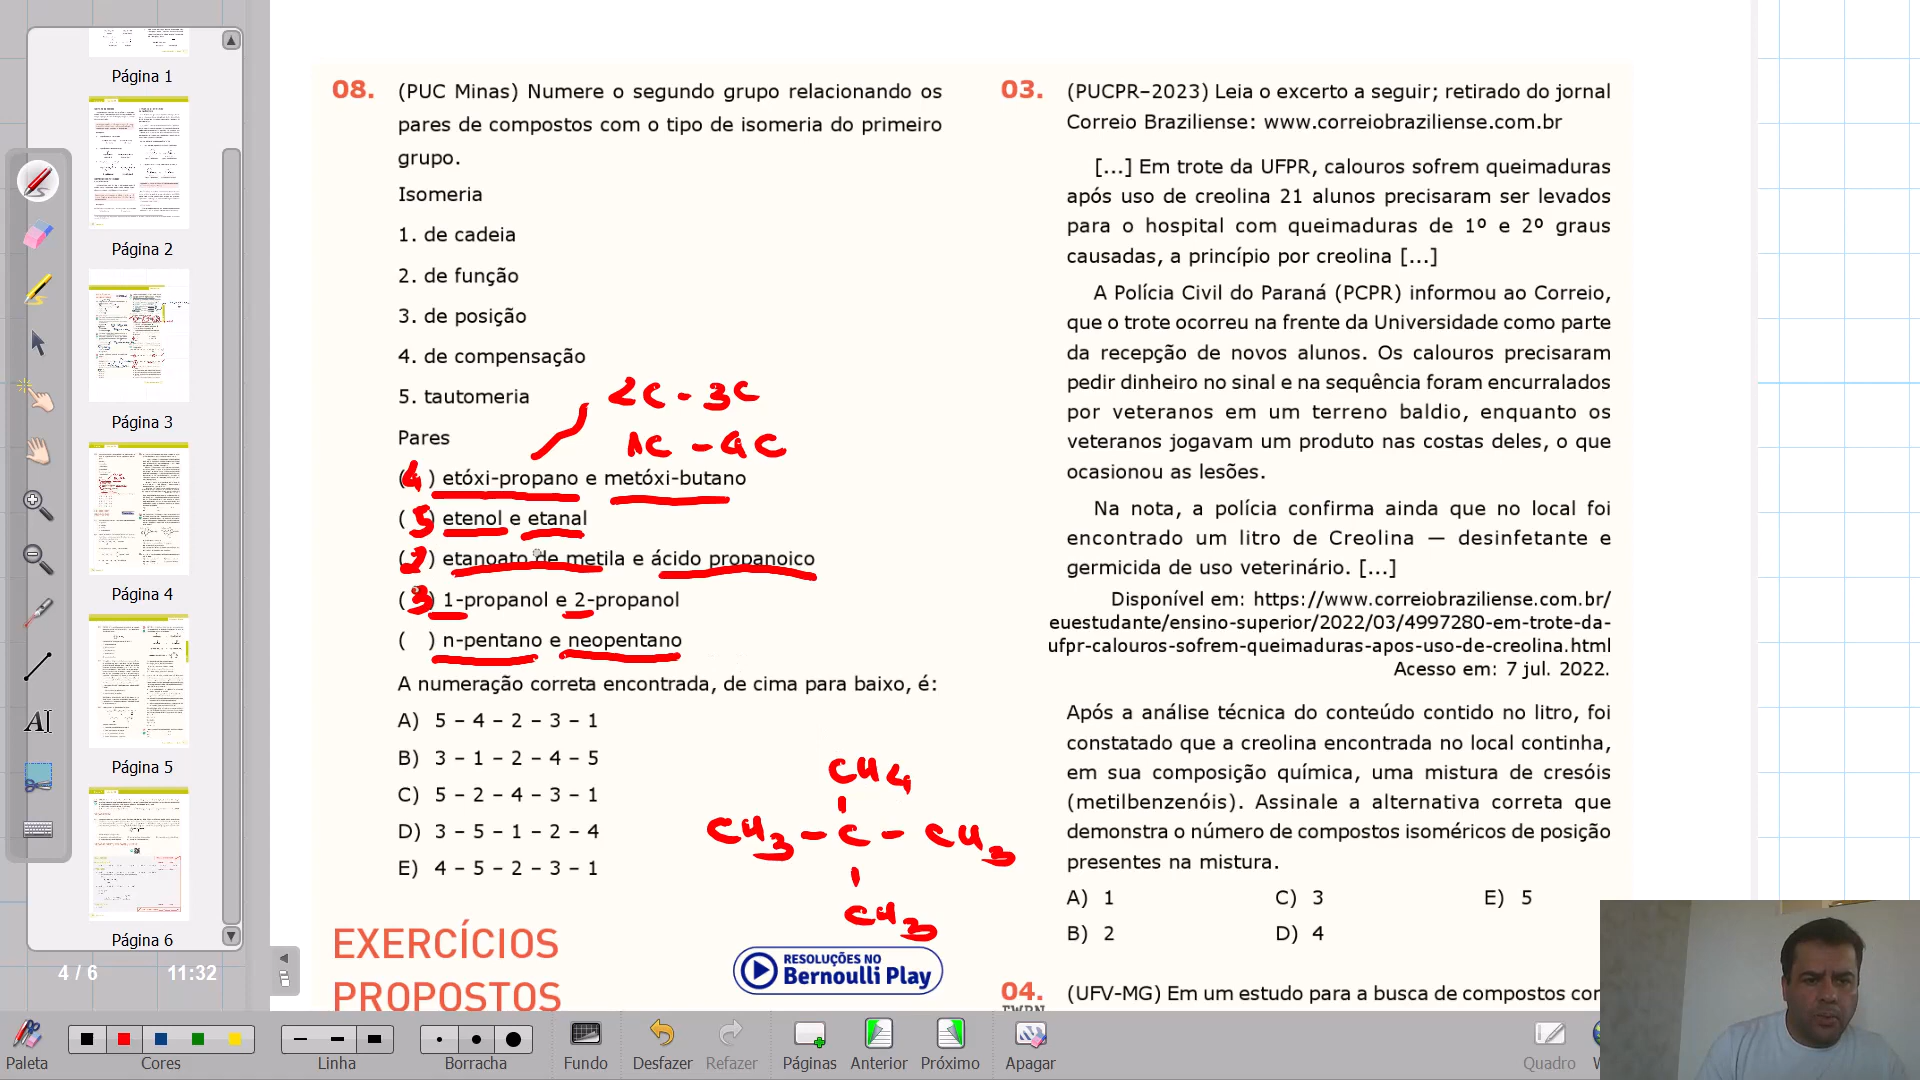 Página 1
Página 2
Página 3
Página 4
Página 5
Página 6
4 / 6 11:32
08. (PUC Minas) Numere o segundo grupo relacionando os
pares de compostos com o tipo de isomeria do primeiro
grupo.
Isomeria
1. de cadeia
2. de função
3. de posição
4. de compensação
5. tautomeria
2C - 3C
1C - 4C
Pares
(4) etóxi-propano e metóxi-butano
(5) etenol e etanal
(2) etanoato de metila e ácido propanoico
(3) 1-propanol e 2-propanol
( ) n-pentano e neopentano
A numeração correta encontrada, de cima para baixo, é:
A) 5 – 4 – 2 – 3 – 1
B) 3 – 1 – 2 – 4 – 5
C) 5 – 2 – 4 – 3 – 1
D) 3 – 5 – 1 – 2 – 4
E) 4 – 5 – 2 – 3 – 1
CH4
CH3 - C - CH3
CH3
EXERCÍCIOS
PROPOSTOS
RESOLUÇÕES NO
Bernoulli Play
03. (PUCPR–2023) Leia o excerto a seguir; retirado do jornal
Correio Braziliense: www.correiobraziliense.com.br
[...] Em trote da UFPR, calouros sofrem queimaduras
após uso de creolina 21 alunos precisaram ser levados
para o hospital com queimaduras de 1º e 2º graus
causadas, a princípio por creolina [...]
A Polícia Civil do Paraná (PCPR) informou ao Correio,
que o trote ocorreu na frente da Universidade como parte
da recepção de novos alunos. Os calouros precisaram
pedir dinheiro no sinal e na sequência foram encurralados
por veteranos em um terreno baldio, enquanto os
veteranos jogavam um produto nas costas deles, o que
ocasionou as lesões.
Na nota, a polícia confirma ainda que no local foi
encontrado um litro de Creolina — desinfetante e
germicida de uso veterinário. [...]
Disponível em: https://www.correiobraziliense.com.br/
euestudante/ensino-superior/2022/03/4997280-em-trote-da-
ufpr-calouros-sofrem-queimaduras-apos-uso-de-creolina.html
Acesso em: 7 jul. 2022.
Após a análise técnica do conteúdo contido no litro, foi
constatado que a creolina encontrada no local continha,
em sua composição química, uma mistura de cresóis
(metilbenzenóis). Assinale a alternativa correta que
demonstra o número de compostos isoméricos de posição
presentes na mistura.
A) 1 C) 3 E) 5
B) 2 D) 4
04. (UFV-MG) Em um estudo para a busca de compostos
AI
Paleta Cores Linha Borracha Fundo Desfazer Refazer Páginas Anterior Próximo Apagar Quadro